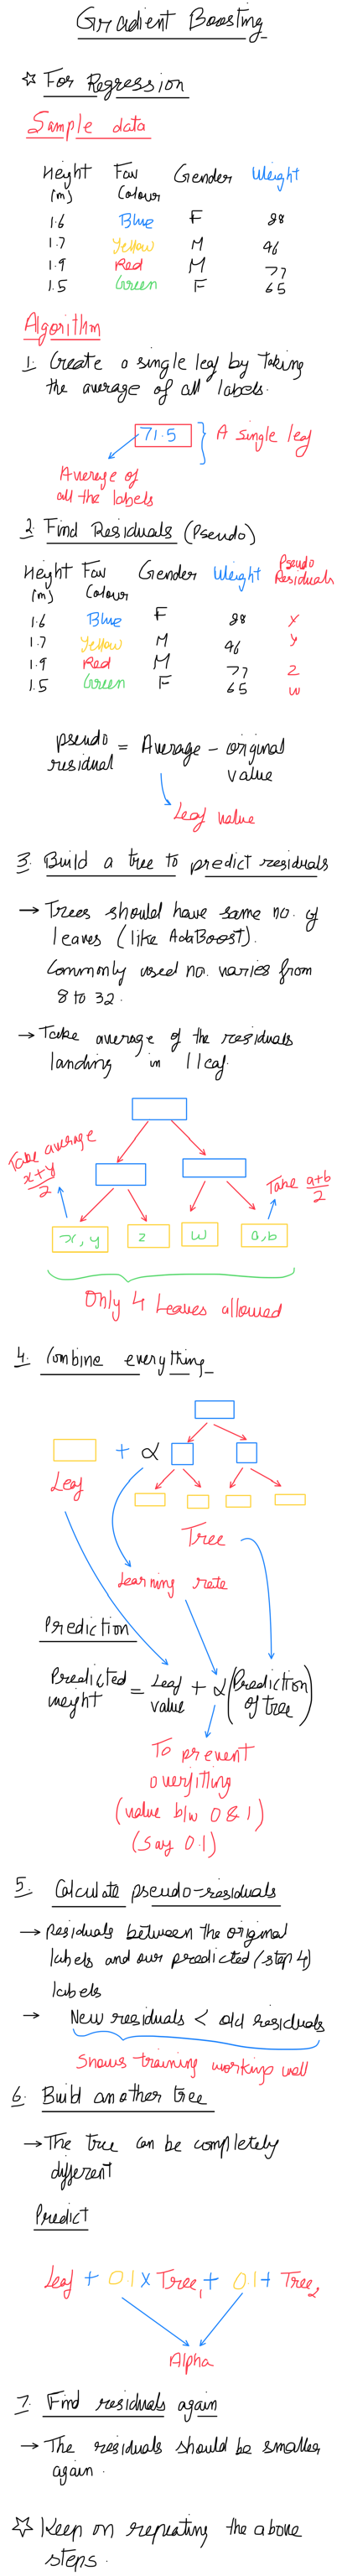 Gradient Boosting
☆ For Regression
Sample data
Height Fav Gender Weight
(m) Colour
1.6 Blue F 88
1.7 Yellow M 46
1.9 Red M 77
1.5 Green F 65
Algorithm
1. Create a single leaf by taking
the average of all labels.
71.5 } A single leaf
Average of
all the labels
2. Find Residuals (Pseudo)
Height Fav Gender Weight Pseudo
(m) Colour Residuals
1.6 Blue F 88 x
1.7 Yellow M 46 y
1.9 Red M 77 z
1.5 Green F 65 w
pseudo = Average - original
residual value
Leaf value
3. Build a tree to predict residuals
→ Trees should have same no. of
leaves (like AdaBoost).
Commonly used no. varies from
8 to 32.
→ Take average of the residuals
landing in 1 leaf.
Take average
x+y
2
Take a+b
2
x, y z w a,b
Only 4 Leaves allowed
4. Combine everything
+ α
Leaf
Tree
Learning rate
Prediction
Predicted = Leaf + α (Prediction
weight value of tree)
To prevent
overfitting
(value b/w 0 & 1)
(say 0.1)
5. Calculate pseudo-residuals
→ Residuals between the original
labels and our predicted (step 4)
labels
→ New residuals < old residuals
Shows training working well
6. Build another tree
→ The tree can be completely
different
Predict
Leaf + 0.1 x Tree1 + 0.1 + Tree2
Alpha
7. Find residuals again
→ The residuals should be smaller
again.
☆ Keep on repeating the above
steps.